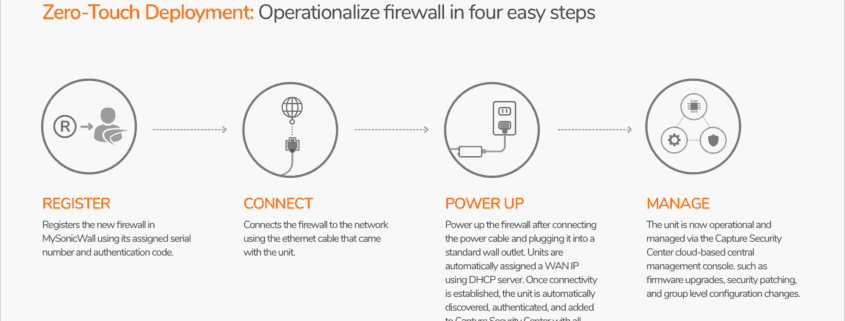 Zero-Touch Deployment: Operationalize firewall in four easy steps
R
REGISTER
Registers the new firewall in
MySonicWall using its assigned serial
number and authentication code.
CONNECT
Connects the firewall to the network
using the ethernet cable that came
with the unit.
POWER UP
Power up the firewall after connecting
the power cable and plugging it into a
standard wall outlet. Units are
automatically assigned a WAN IP
using DHCP server. Once connectivity
is established, the unit is automatically
discovered, authenticated, and added
to Capture Security Center with all
MANAGE
The unit is now operational and
managed via the Capture Security
Center cloud-based central
management console. such as
firmware upgrades, security patching,
and group level configuration changes.